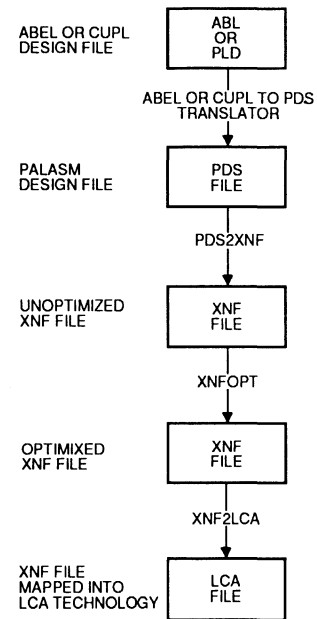 ABEL OR CUPL
DESIGN FILE
ABL
OR
PLD
ABEL OR CUPL TO PDS
TRANSLATOR
PALASM
DESIGN FILE
PDS
FILE
PDS2XNF
UNOPTIMIZED
XNF FILE
XNF
FILE
XNFOPT
OPTIMIXED
XNF FILE
XNF
FILE
XNF2LCA
XNF FILE
MAPPED INTO
LCA TECHNOLOGY
LCA
FILE